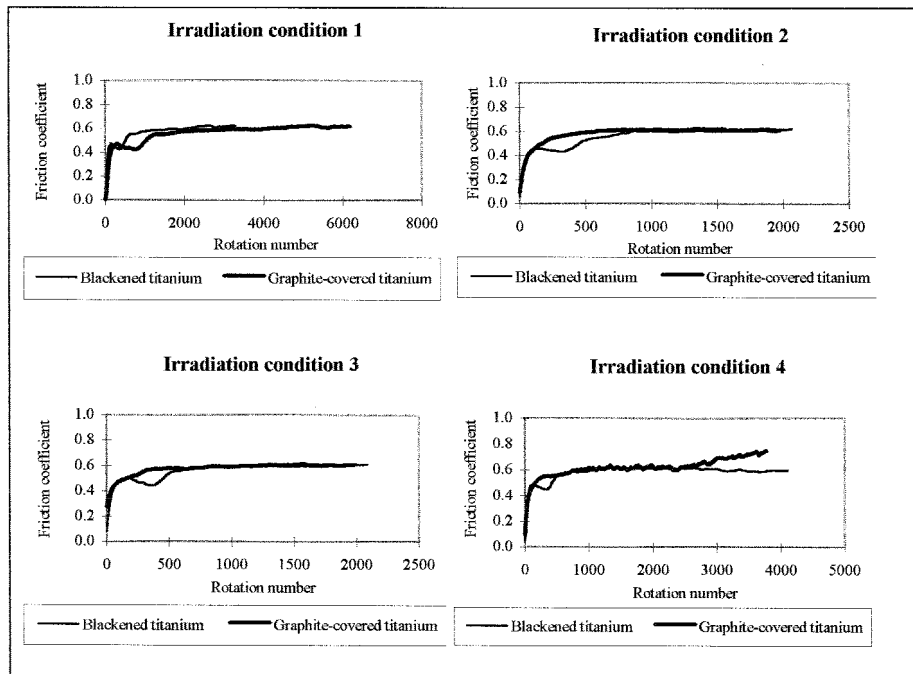 Irradiation condition 1
1.0
0.8
0.6
0.4
0.2
0.0
Friction coefficient
0 2000 4000 6000 8000
Rotation number
Blackened titanium Graphite-covered titanium
Irradiation condition 2
1.0
0.8
0.6
0.4
0.2
0.0
Friction coefficient
0 500 1000 1500 2000 2500
Rotation number
Blackened titanium Graphite-covered titanium
Irradiation condition 3
1.0
0.8
0.6
0.4
0.2
0.0
Friction coefficient
0 500 1000 1500 2000 2500
Rotation number
Blackened titanium Graphite-covered titanium
Irradiation condition 4
1.0
0.8
0.6
0.4
0.2
0.0
Friction coefficient
0 1000 2000 3000 4000 5000
Rotation number
Blackened titanium Graphite-covered titanium